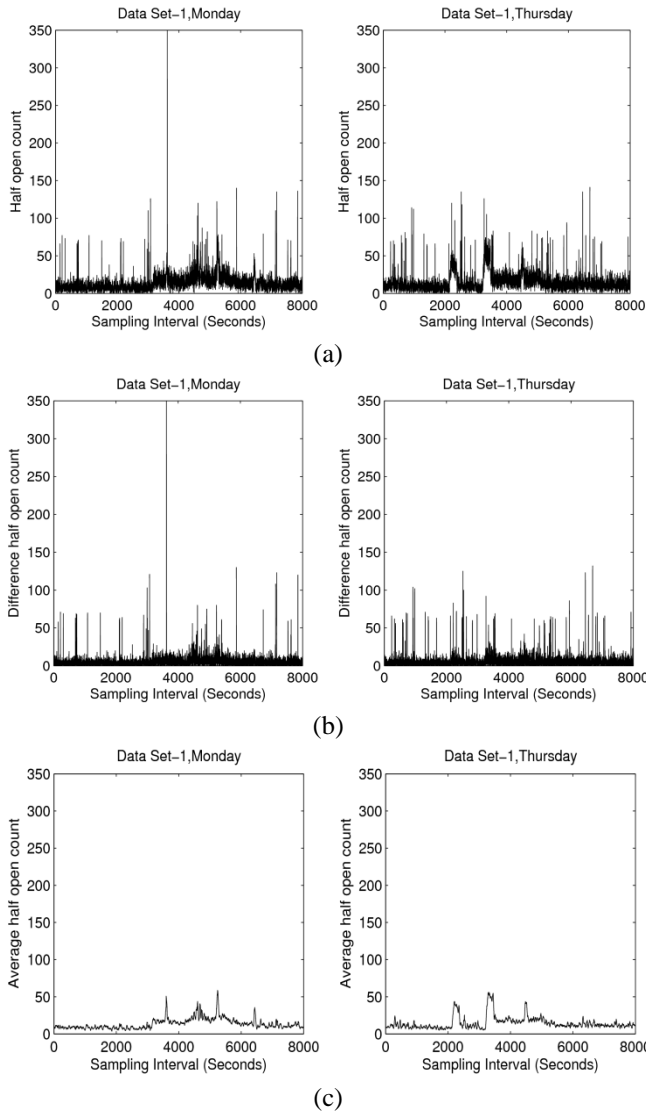 Data Set-1,Monday
350
300
250
200
150
100
50
0
Half open count
0 2000 4000 6000 8000
Sampling Interval (Seconds)
Data Set-1,Thursday
350
300
250
200
150
100
50
0
Half open count
0 2000 4000 6000 8000
Sampling Interval (Seconds)
(a)
Data Set-1,Monday
350
300
250
200
150
100
50
0
Difference half open count
0 2000 4000 6000 8000
Sampling Interval (Seconds)
Data Set-1,Thursday
350
300
250
200
150
100
50
0
Difference half open count
0 2000 4000 6000 8000
Sampling Interval (Seconds)
(b)
Data Set-1,Monday
350
300
250
200
150
100
50
0
Average half open count
0 2000 4000 6000 8000
Sampling Interval (Seconds)
Data Set-1,Thursday
350
300
250
200
150
100
50
0
Average half open count
0 2000 4000 6000 8000
Sampling Interval (Seconds)
(c)